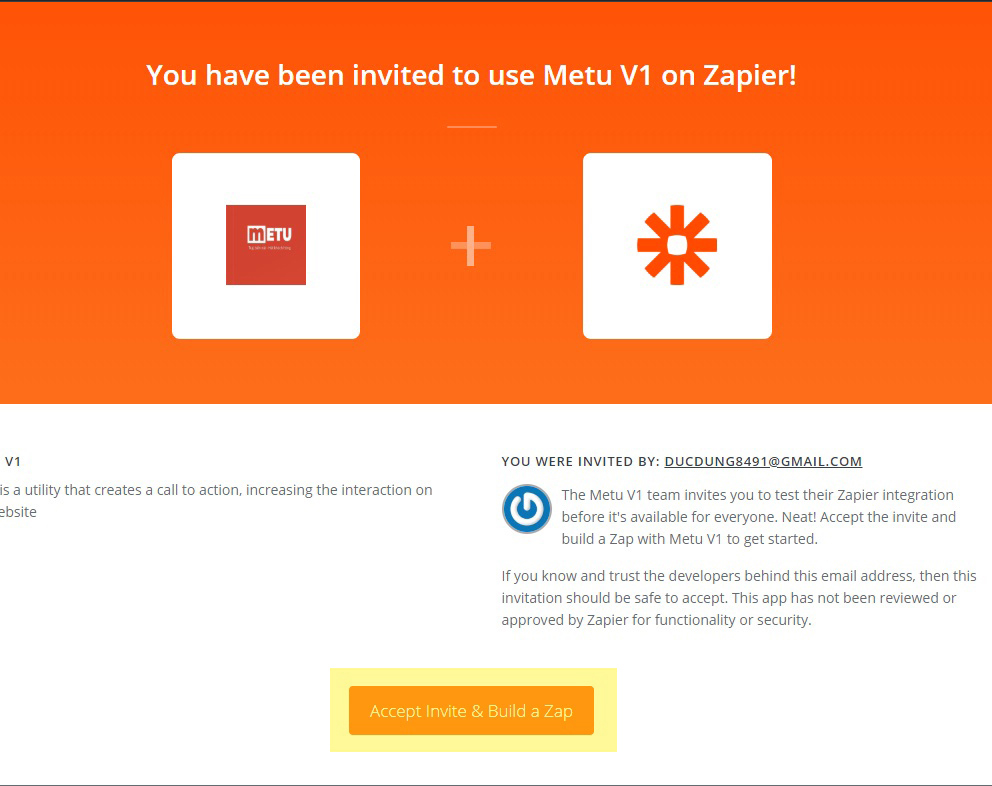 You have been invited to use Metu V1 on Zapier!
METU
V1
is a utility that creates a call to action, increasing the interaction on
ebsite
YOU WERE INVITED BY: DUCDUNG8491@GMAIL.COM
The Metu V1 team invites you to test their Zapier integration
before it's available for everyone. Neat! Accept the invite and
build a Zap with Metu V1 to get started.
If you know and trust the developers behind this email address, then this
invitation should be safe to accept. This app has not been reviewed or
approved by Zapier for functionality or security.
Accept Invite & Build a Zap